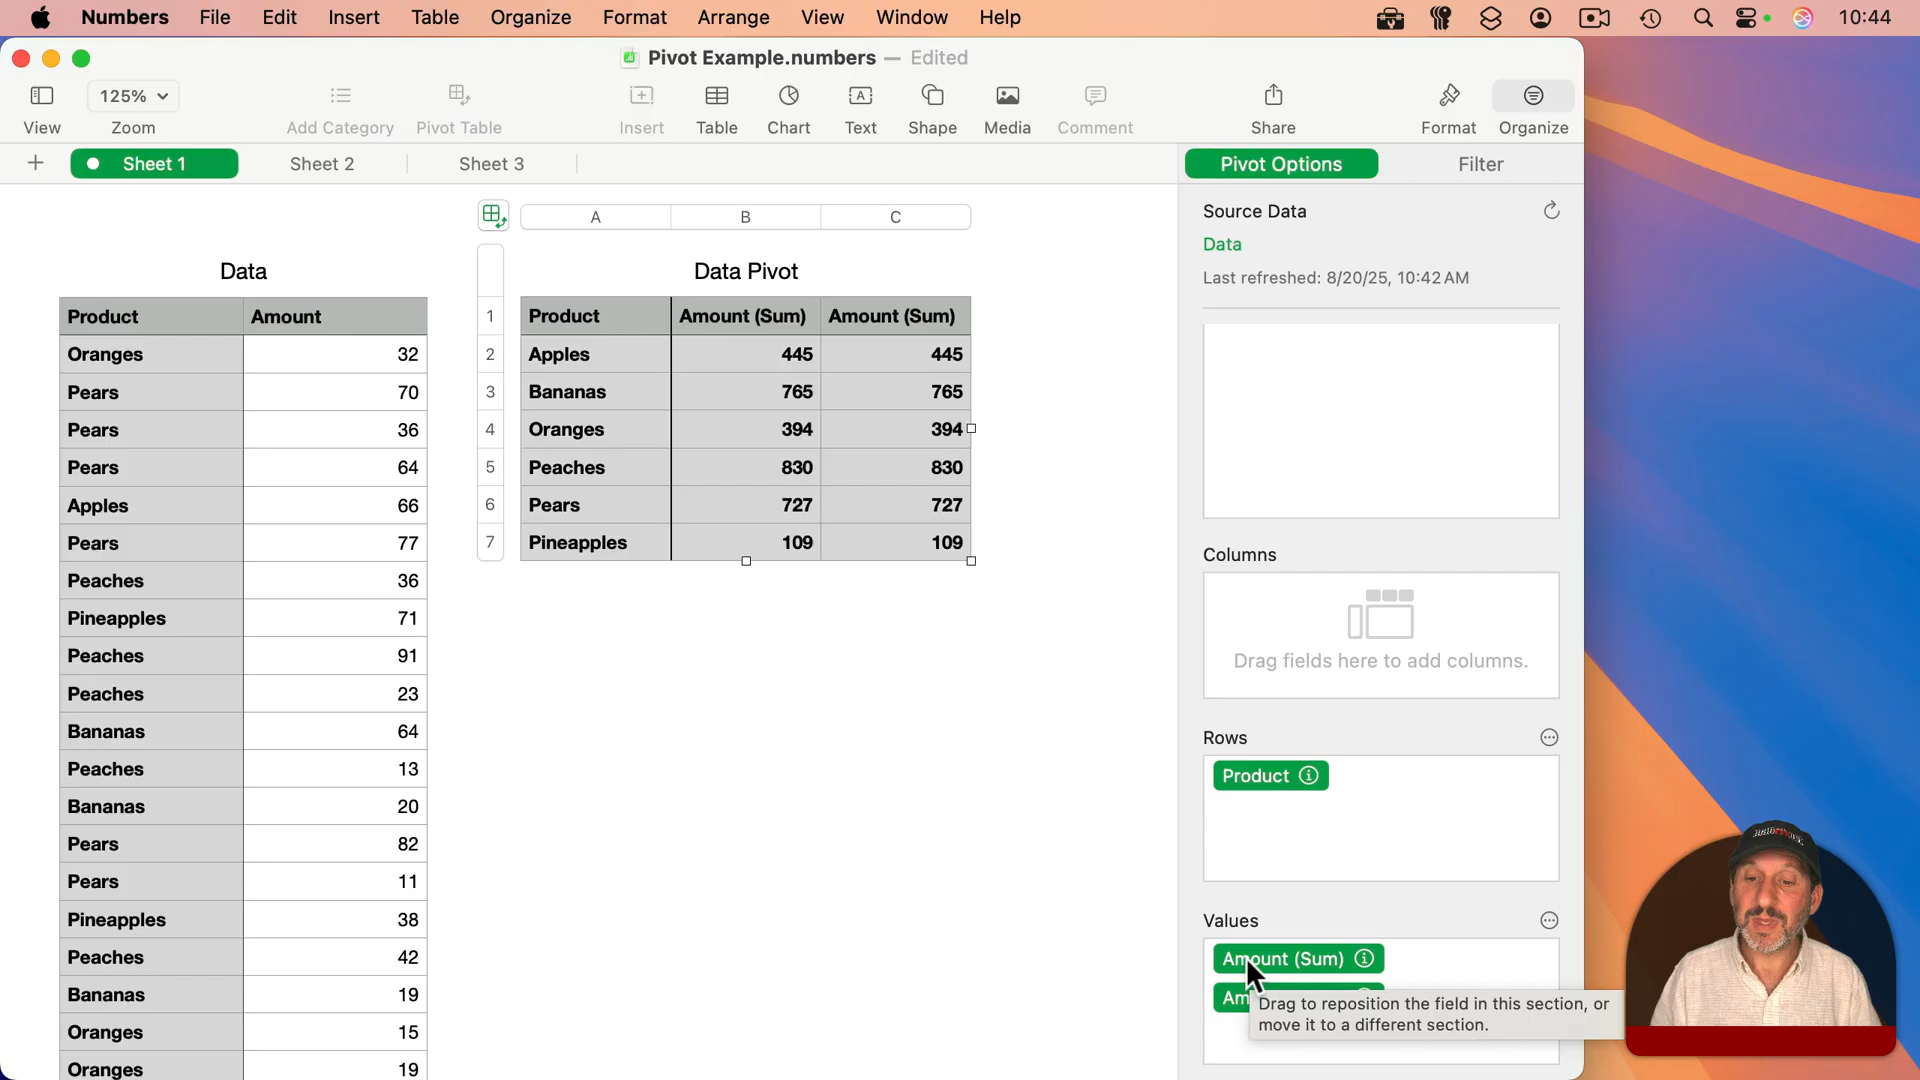 Numbers File Edit Insert Table Organize Format Arrange View Window Help 10:44
Pivot Example.numbers — Edited
125%
View Zoom Add Category Pivot Table Insert Table Chart Text Shape Media Comment Share Format Organize
Sheet 1 Sheet 2 Sheet 3
Pivot Options Filter
Source Data
Data
Last refreshed: 8/20/25, 10:42 AM
Columns
Drag fields here to add columns.
Rows
Product
Values
Amount (Sum)
Am
Drag to reposition the field in this section, or
move it to a different section.
Data
Product Amount
Oranges 32
Pears 70
Pears 36
Pears 64
Apples 66
Pears 77
Peaches 36
Pineapples 71
Peaches 91
Peaches 23
Bananas 64
Peaches 13
Bananas 20
Pears 82
Pears 11
Pineapples 38
Peaches 42
Bananas 19
Oranges 15
Oranges 19
A B C
Data Pivot
1 Product Amount (Sum) Amount (Sum)
2 Apples 445 445
3 Bananas 765 765
4 Oranges 394 394
5 Peaches 830 830
6 Pears 727 727
7 Pineapples 109 109